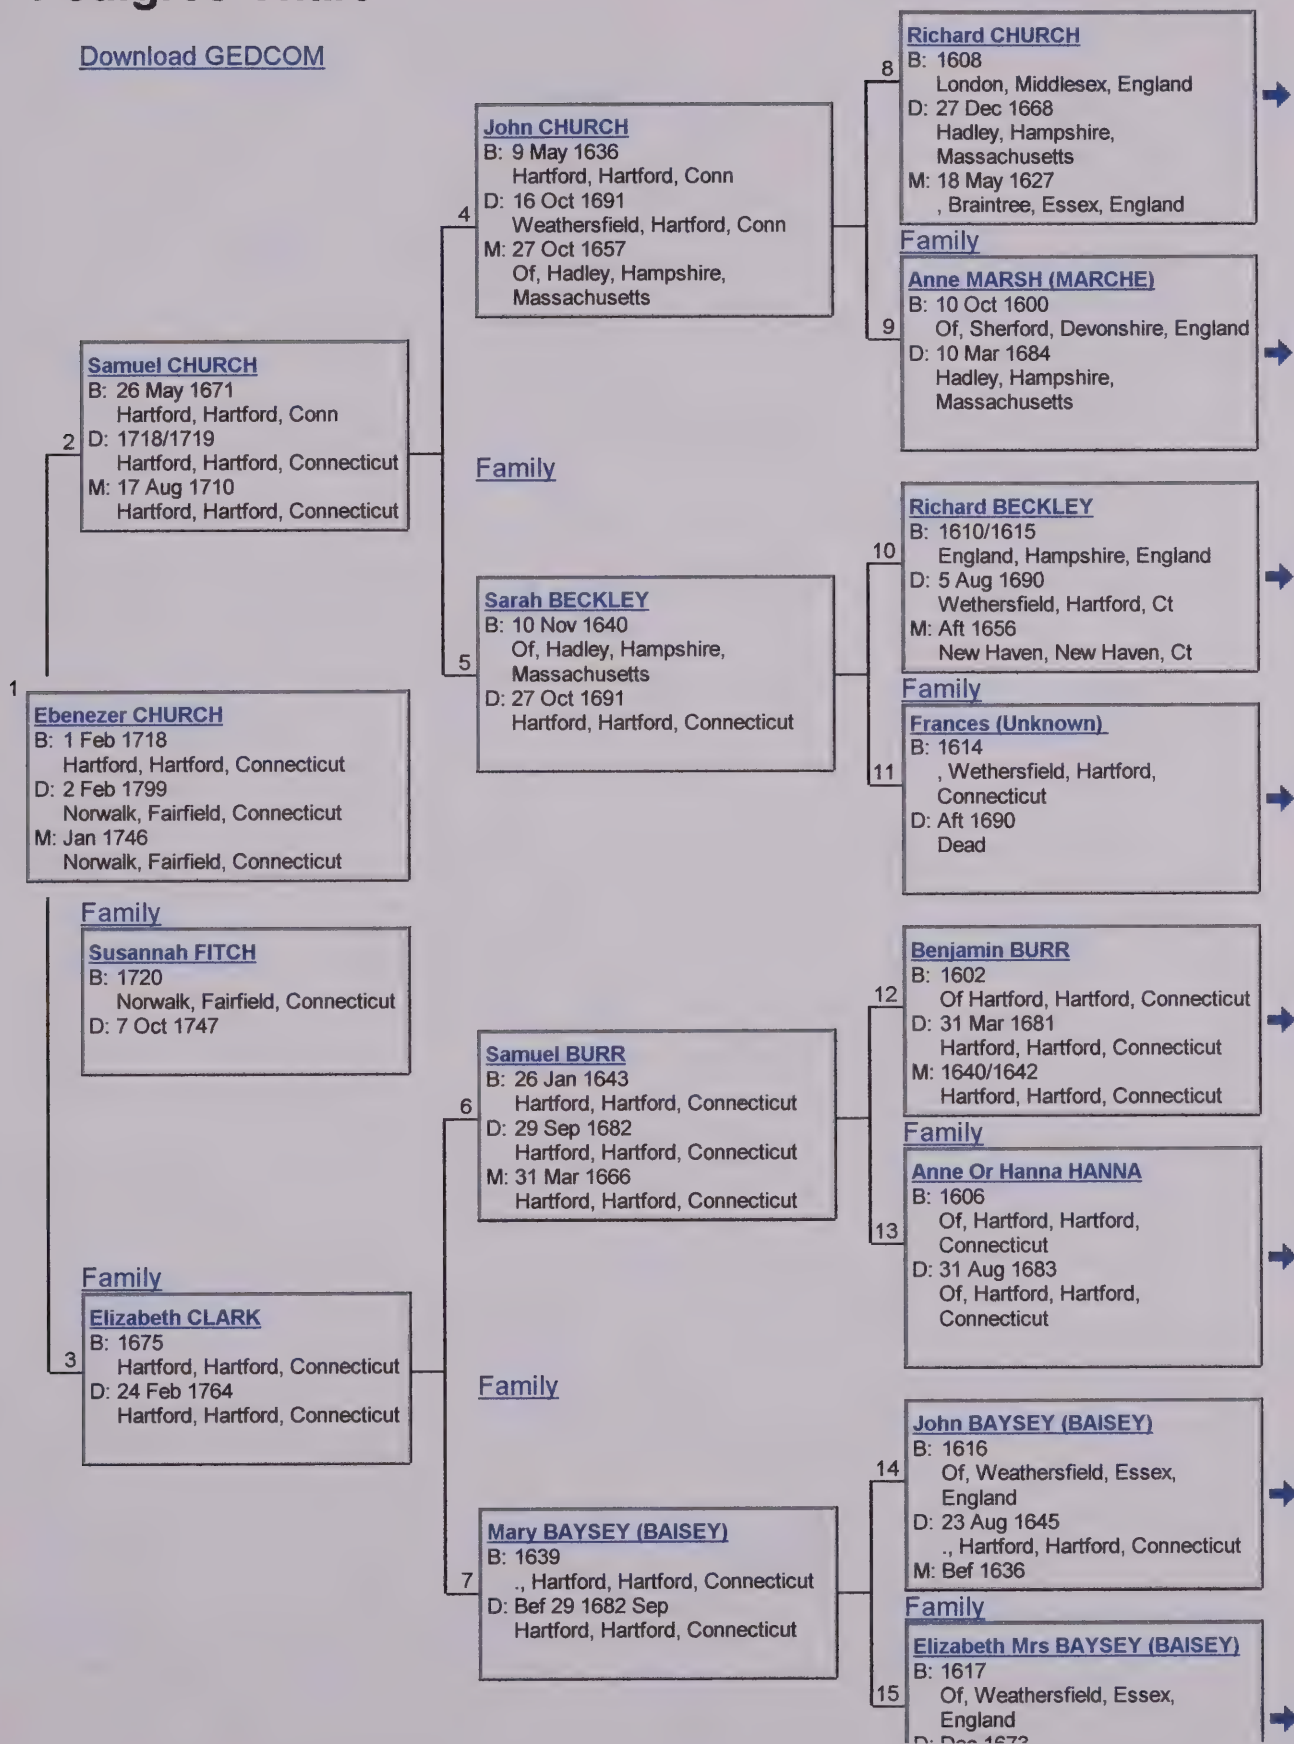 Download GEDCOM
1
Ebenezer CHURCH
B: 1 Feb 1718
Hartford, Hartford, Connecticut
D: 2 Feb 1799
Norwalk, Fairfield, Connecticut
M: Jan 1746
Norwalk, Fairfield, Connecticut
Family
Susannah FITCH
B: 1720
Norwalk, Fairfield, Connecticut
D: 7 Oct 1747
2
Samuel CHURCH
B: 26 May 1671
Hartford, Hartford, Conn
D: 1718/1719
Hartford, Hartford, Connecticut
M: 17 Aug 1710
Hartford, Hartford, Connecticut
Family
3
Elizabeth CLARK
B: 1675
Hartford, Hartford, Connecticut
D: 24 Feb 1764
Hartford, Hartford, Connecticut
4
John CHURCH
B: 9 May 1636
Hartford, Hartford, Conn
D: 16 Oct 1691
Weathersfield, Hartford, Conn
M: 27 Oct 1657
Of, Hadley, Hampshire,
Massachusetts
Family
5
Sarah BECKLEY
B: 10 Nov 1640
Of, Hadley, Hampshire,
Massachusetts
D: 27 Oct 1691
Hartford, Hartford, Connecticut
6
Samuel BURR
B: 26 Jan 1643
Hartford, Hartford, Connecticut
D: 29 Sep 1682
Hartford, Hartford, Connecticut
M: 31 Mar 1666
Hartford, Hartford, Connecticut
Family
7
Mary BAYSEY (BAISEY)
B: 1639
., Hartford, Hartford, Connecticut
D: Bef 29 1682 Sep
Hartford, Hartford, Connecticut
8
Richard CHURCH
B: 1608
London, Middlesex, England
D: 27 Dec 1668
Hadley, Hampshire,
Massachusetts
M: 18 May 1627
, Braintree, Essex, England
Family
9
Anne MARSH (MARCHE)
B: 10 Oct 1600
Of, Sherford, Devonshire, England
D: 10 Mar 1684
Hadley, Hampshire,
Massachusetts
10
Richard BECKLEY
B: 1610/1615
England, Hampshire, England
D: 5 Aug 1690
Wethersfield, Hartford, Ct
M: Aft 1656
New Haven, New Haven, Ct
Family
11
Frances (Unknown)
B: 1614
, Wethersfield, Hartford,
Connecticut
D: Aft 1690
Dead
12
Benjamin BURR
B: 1602
Of Hartford, Hartford, Connecticut
D: 31 Mar 1681
Hartford, Hartford, Connecticut
M: 1640/1642
Hartford, Hartford, Connecticut
Family
13
Anne Or Hanna HANNA
B: 1606
Of, Hartford, Hartford,
Connecticut
D: 31 Aug 1683
Of, Hartford, Hartford,
Connecticut
14
John BAYSEY (BAISEY)
B: 1616
Of, Weathersfield, Essex,
England
D: 23 Aug 1645
., Hartford, Hartford, Connecticut
M: Bef 1636
Family
15
Elizabeth Mrs BAYSEY (BAISEY)
B: 1617
Of, Weathersfield, Essex,
England